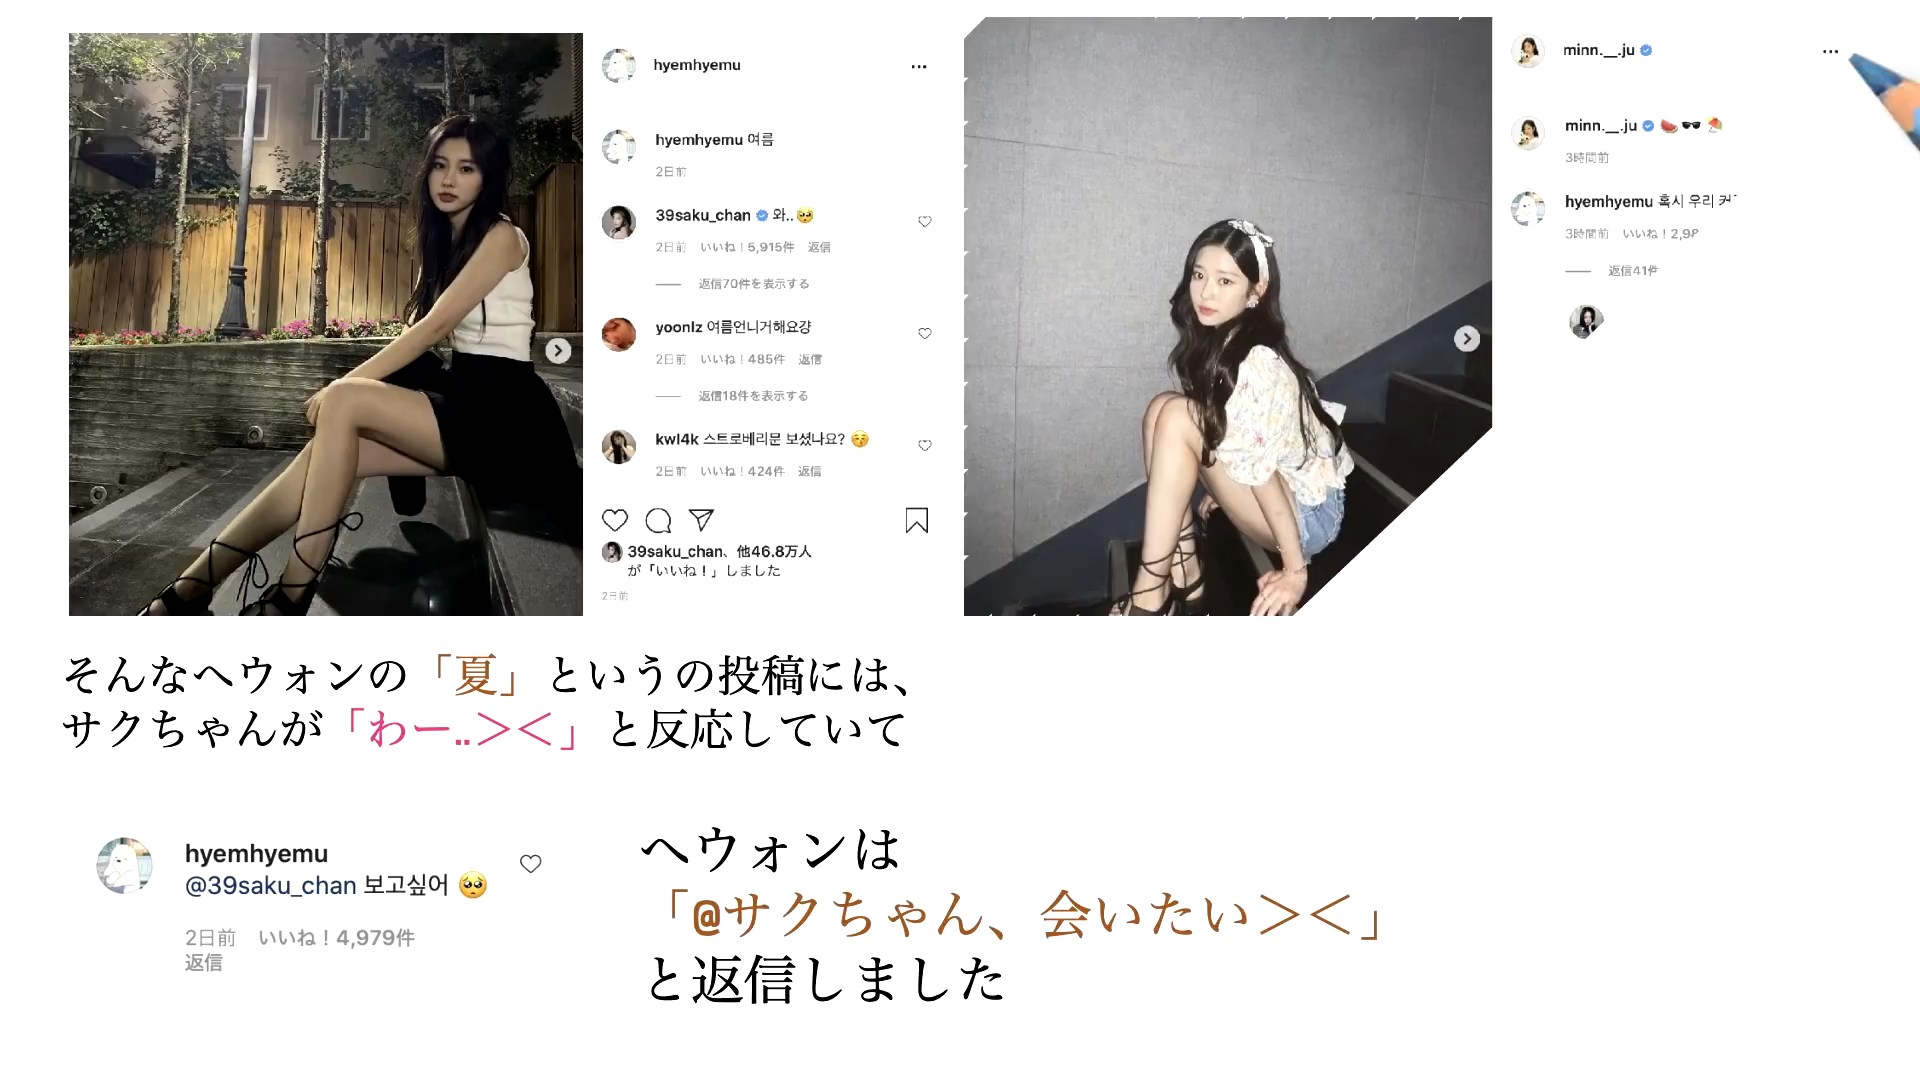 hyemhyemu
hyemhyemu 여름
2日前
39saku_chan 와..🥺
2日前 いいね！5,915件 返信
返信70件を表示する
yoonlz 여름언니거해요걍
2日前 いいね！485件 返信
返信18件を表示する
kwl4k 스트로베리문 보셨나요? 😚
2日前 いいね！424件 返信
39saku_chan、他46.8万人
が「いいね！」しました
2日前
minn.__.ju
minn.__.ju 🍉🕶️⛱️
3時間前
hyemhyemu 혹시 우리
3時間前 いいね！2,9
返信41件
そんなヘウォンの「夏」というの投稿には、
サクちゃんが「わー..＞＜」と反応していて
hyemhyemu
@39saku_chan 보고싶어 🥺
2日前 いいね！4,979件
返信
ヘウォンは
「@サクちゃん、会いたい＞＜」
と返信しました